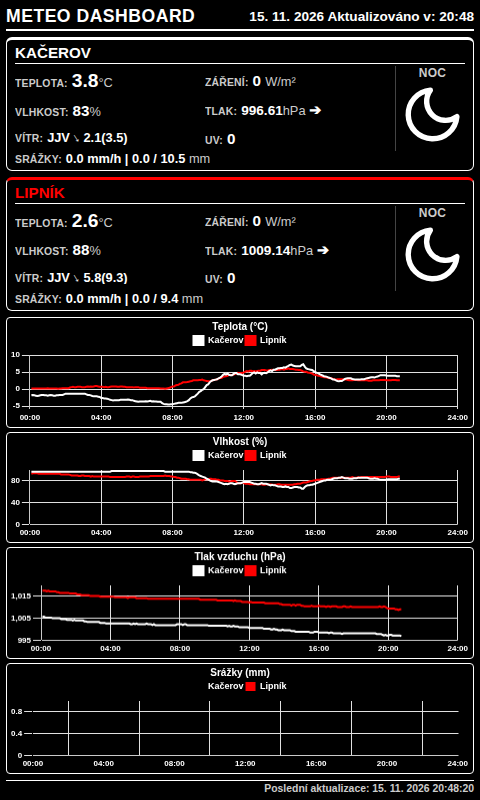 METEO DASHBOARD 15. 11. 2026 Aktualizováno v: 20:48
KAČEROV
TEPLOTA: 3.8°C ZÁŘENÍ: 0 W/m² NOC
VLHKOST: 83% TLAK: 996.61hPa ➔
VÍTR: JJV ↓ 2.1(3.5) UV: 0
SRÁŽKY: 0.0 mm/h | 0.0 / 10.5 mm
LIPNÍK
TEPLOTA: 2.6°C ZÁŘENÍ: 0 W/m² NOC
VLHKOST: 88% TLAK: 1009.14hPa ➔
VÍTR: JJV ↓ 5.8(9.3) UV: 0
SRÁŽKY: 0.0 mm/h | 0.0 / 9.4 mm
Teplota (°C)
Kačerov Lipník
10
5
0
-5
00:00 04:00 08:00 12:00 16:00 20:00 24:00
Vlhkost (%)
Kačerov Lipník
80
40
0
00:00 04:00 08:00 12:00 16:00 20:00 24:00
Tlak vzduchu (hPa)
Kačerov Lipník
1,015
1,005
995
00:00 04:00 08:00 12:00 16:00 20:00 24:00
Srážky (mm)
Kačerov Lipník
0.8
0.4
0
00:00 04:00 08:00 12:00 16:00 20:00 24:00
Poslední aktualizace: 15. 11. 2026 20:48:20